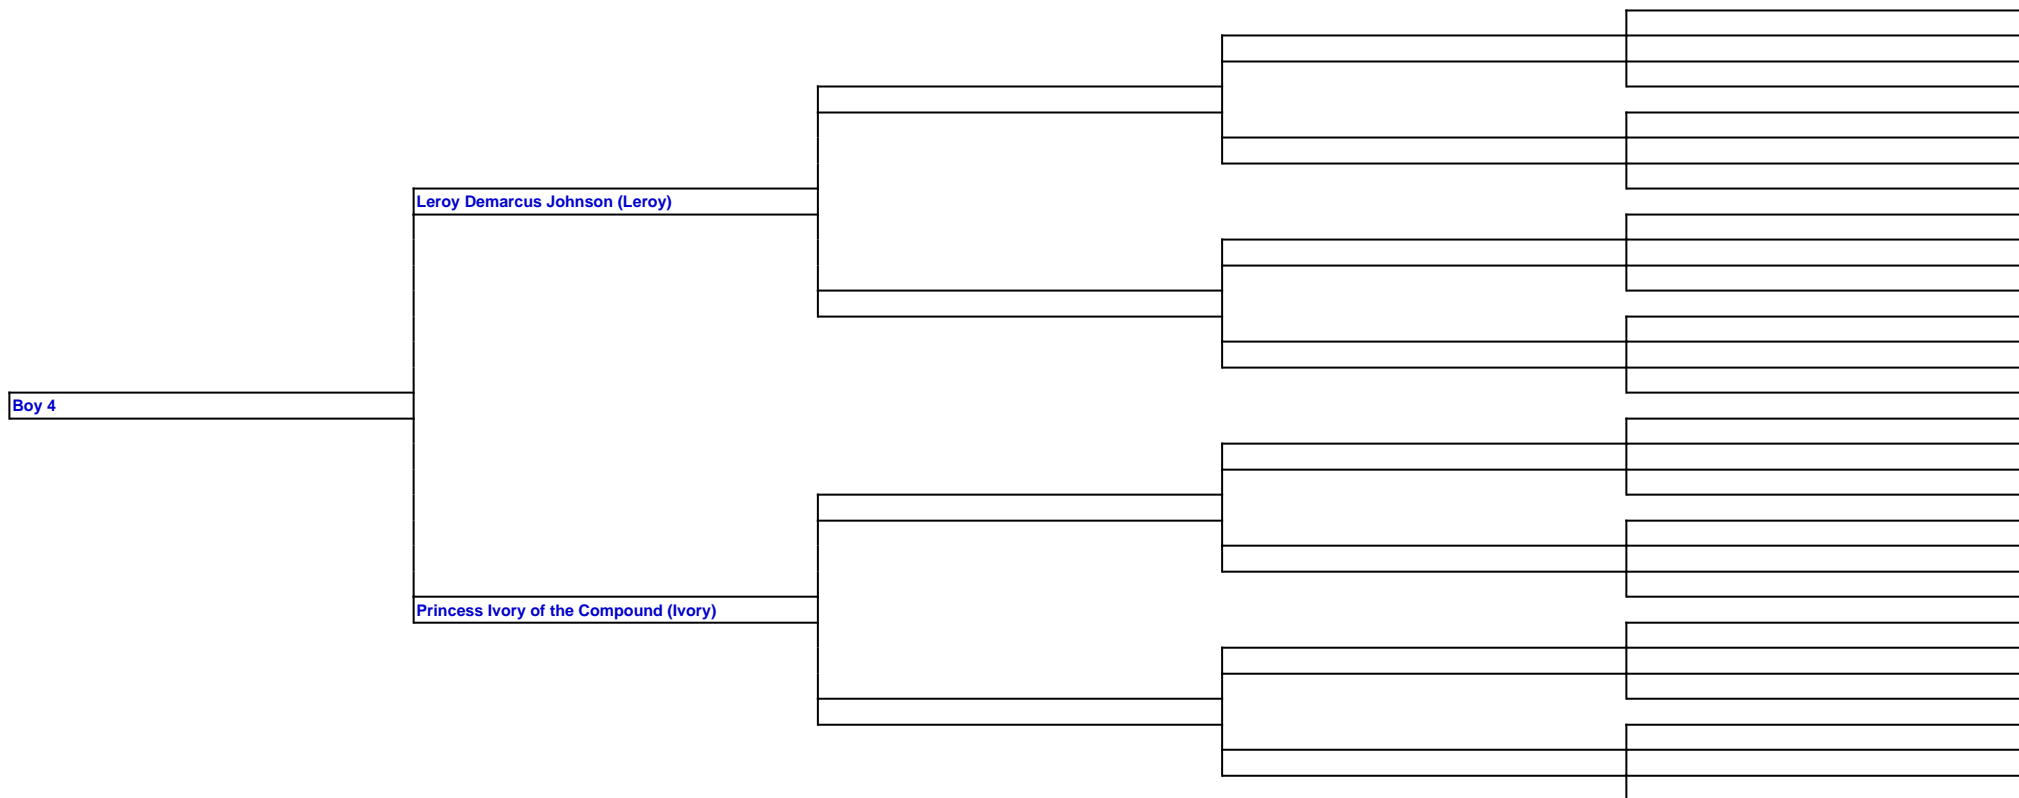 Leroy Demarcus Johnson (Leroy)
Boy 4
Princess Ivory of the Compound (Ivory)